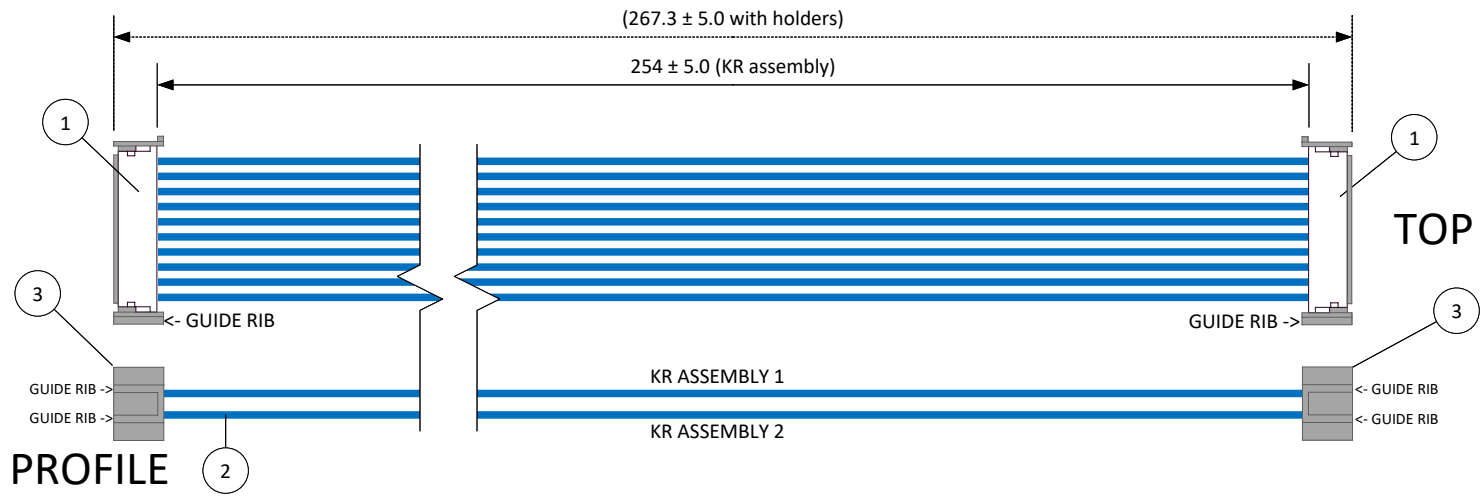 (267.3 ± 5.0 with holders)
254 ± 5.0 (KR assembly)
1
1
TOP
<- GUIDE RIB
GUIDE RIB ->
3
3
KR ASSEMBLY 1
GUIDE RIB ->
<- GUIDE RIB
GUIDE RIB ->
<- GUIDE RIB
KR ASSEMBLY 2
PROFILE
2